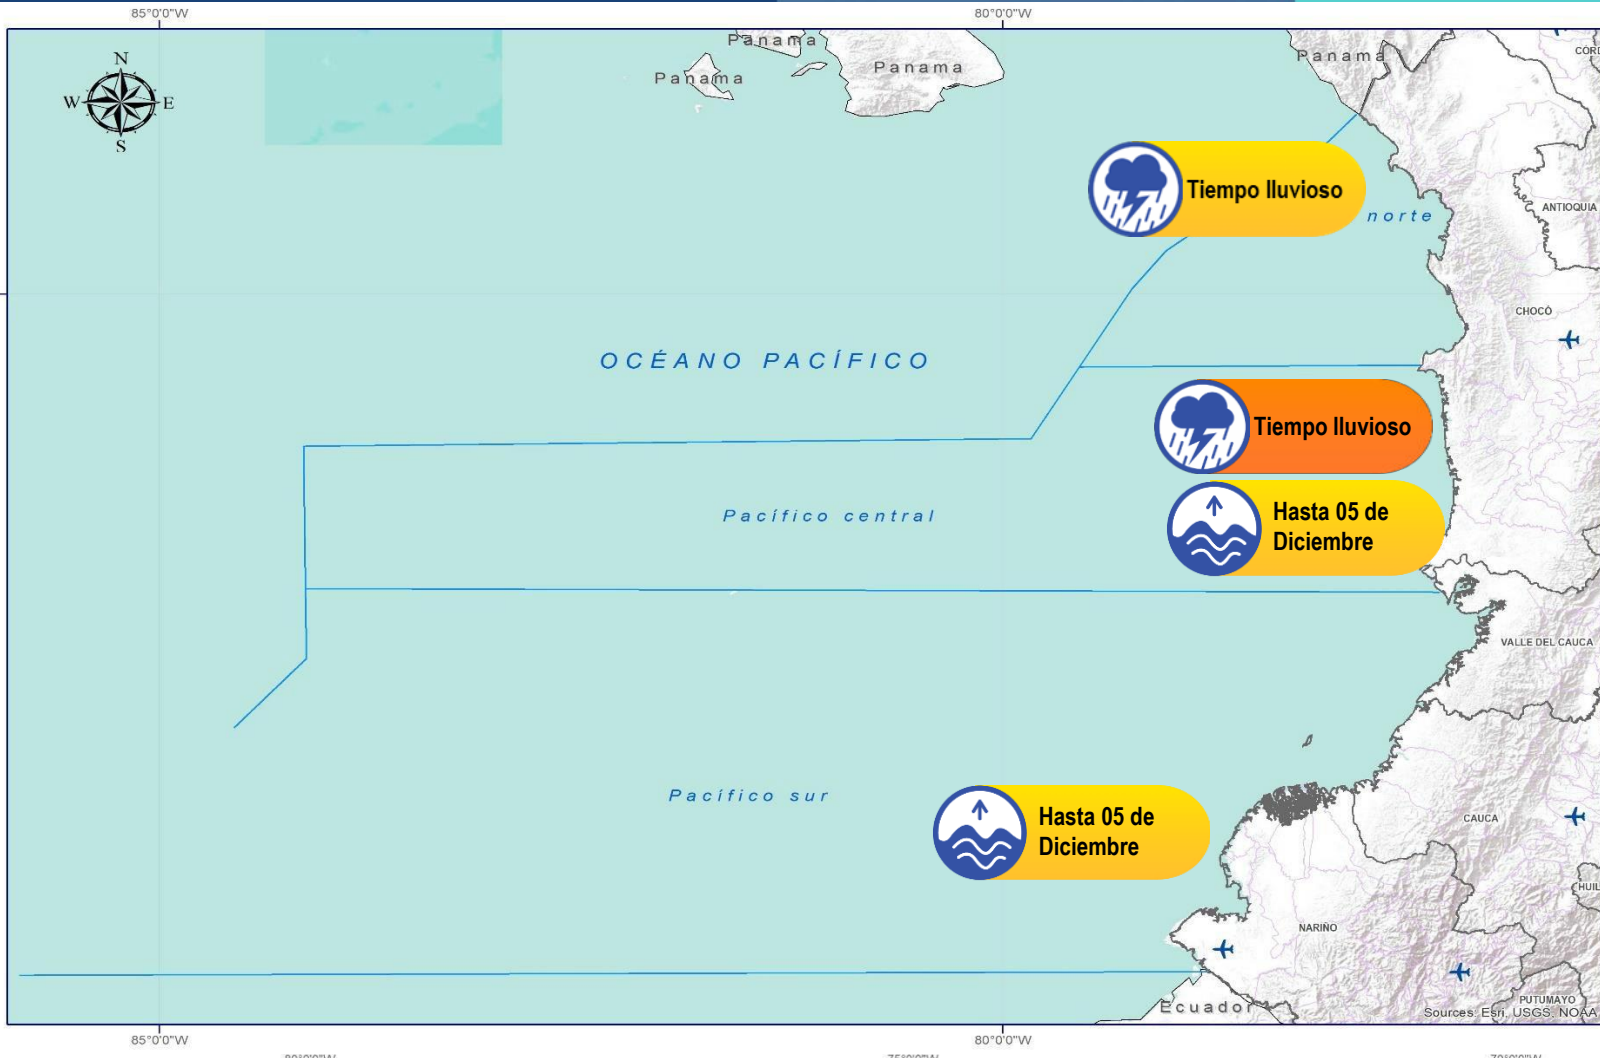 85°0'0"W 80°0'0"W
N
W E
S
Panama
Panama
Panama
Panama
Tiempo lluvioso
norte
ANTIOQUIA
CHOCÓ
OCÉANO PACÍFICO
Tiempo lluvioso
Pacífico central
Hasta 05 de
Diciembre
VALLE DEL CAUCA
Pacífico sur
Hasta 05 de
Diciembre
CAUCA
HUIL
NARIÑO
PUTUMAYO
Ecuador
Sources: Esri, USGS, NOAA
85°0'0"W 80°0'0"W